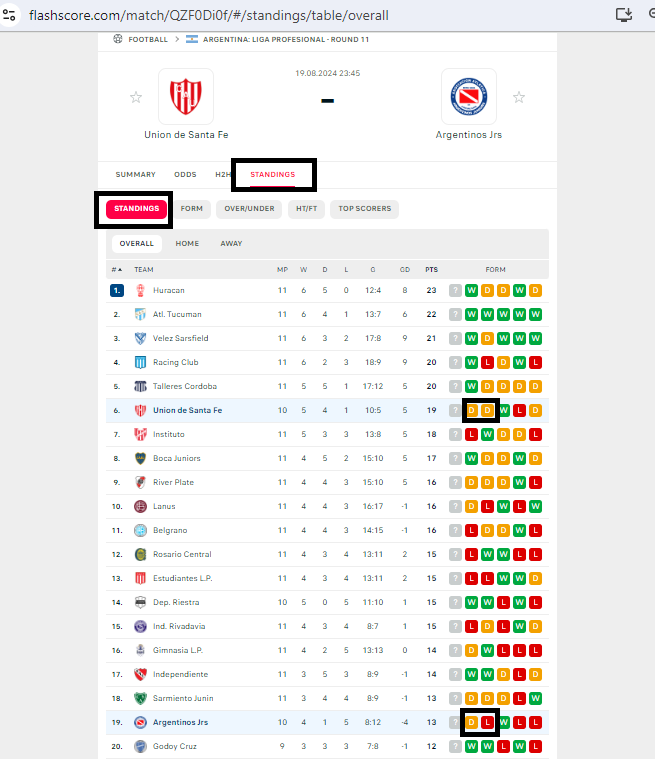 flashscore.com/match/QZF0Di0f/#/standings/table/overall
FOOTBALL > ARGENTINA: LIGA PROFESIONAL - ROUND 11
19.08.2024 23:45
–
Union de Santa Fe Argentinos Jrs
SUMMARY ODDS H2H STANDINGS
STANDINGS FORM OVER/UNDER HT/FT TOP SCORERS
OVERALL HOME AWAY
# TEAM MP W D L G GD PTS FORM
1. Huracan 11 6 5 0 12:4 8 23 ? W D D W D
2. Atl. Tucuman 11 6 4 1 13:7 6 22 ? W W W W W
3. Velez Sarsfield 11 6 3 2 17:8 9 21 ? W D W W W
4. Racing Club 11 6 2 3 18:9 9 20 ? W L D W L
5. Talleres Cordoba 11 5 5 1 17:12 5 20 ? W D D D D
6. Union de Santa Fe 10 5 4 1 10:5 5 19 ? D D W L D
7. Instituto 11 5 3 3 13:8 5 18 ? L W D D L
8. Boca Juniors 11 4 5 2 15:10 5 17 ? W D D W D
9. River Plate 11 4 4 3 15:10 5 16 ? D D D W L
10. Lanus 11 4 4 3 16:17 -1 16 ? D L W L W
11. Belgrano 11 4 4 3 14:15 -1 16 ? L D D W L
12. Rosario Central 11 4 3 4 13:11 2 15 ? L W W L L
13. Estudiantes L.P. 11 4 3 4 13:11 2 15 ? L L W W D
14. Dep. Riestra 10 5 0 5 11:10 1 15 ? W W L W L
15. Ind. Rivadavia 11 4 3 4 8:7 1 15 ? L D L W D
16. Gimnasia L.P. 11 4 2 5 13:13 0 14 ? D W L L L
17. Independiente 11 3 5 3 8:9 -1 14 ? W W D L D
18. Sarmiento Junin 11 3 4 4 8:9 -1 13 ? D D D L W
19. Argentinos Jrs 10 4 1 5 8:12 -4 13 ? D L W L L
20. Godoy Cruz 9 3 3 3 7:8 -1 12 ? W W L W L